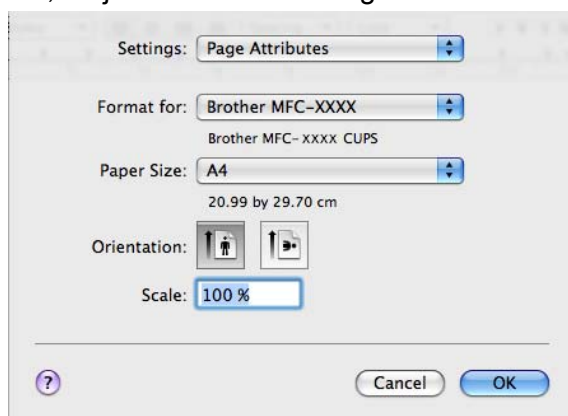 Settings: Page Attributes
Format for: Brother MFC-XXXX
Brother MFC- XXXX CUPS
Paper Size: A4
20.99 by 29.70 cm
Orientation:
Scale: 100 %
? Cancel OK